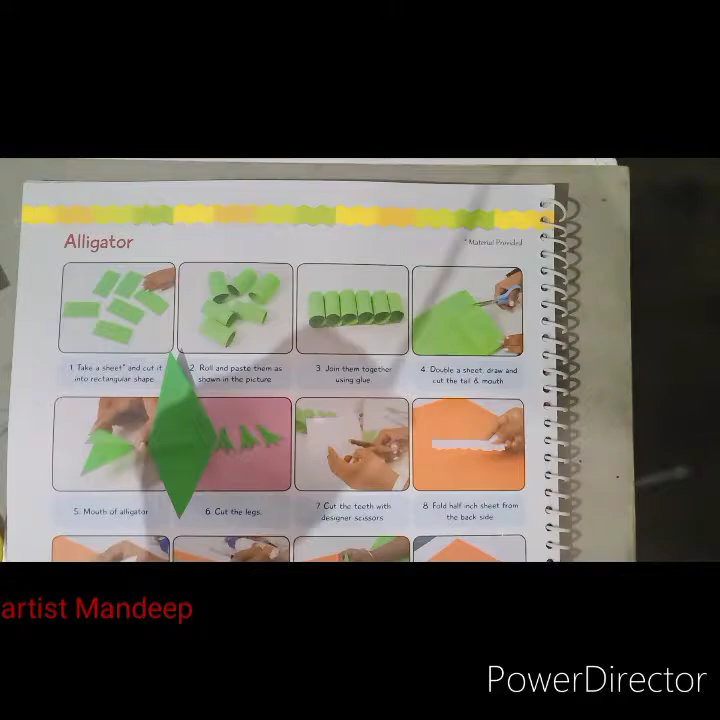 Alligator
* Material Provided
1 Take a sheet* and cut it
into rectangular shape.
2 Roll and paste them as
shown in the picture
3 Join them together
using glue
4. Double a sheet, draw and
cut the tail & mouth
5. Mouth of alligator
6. Cut the legs.
7 Cut the teeth with
designer scissors
8. Fold half inch sheet from
the back side.
artist Mandeep
PowerDirector